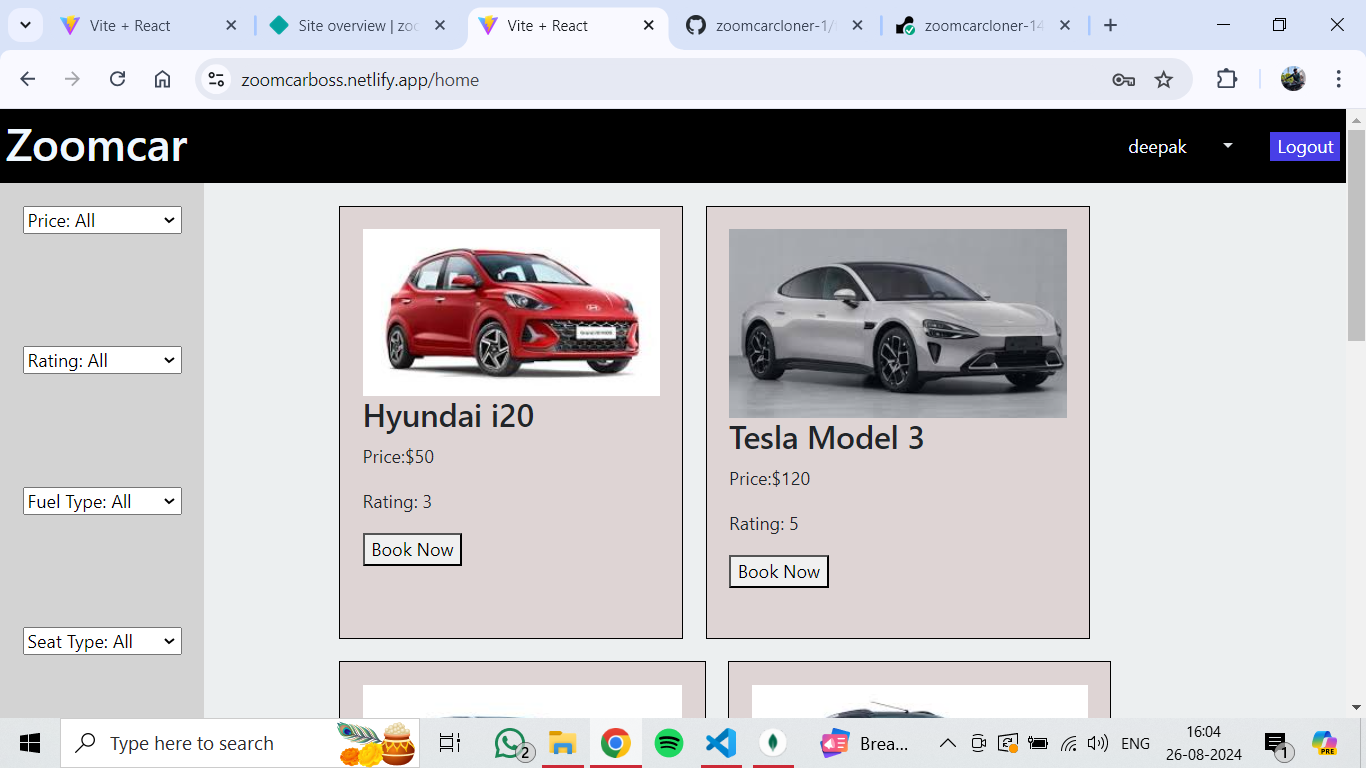 Vite + React
Site overview | zoo
Vite + React
zoomcarcloner-1/
zoomcarcloner-14
zoomcarboss.netlify.app/home
Zoomcar
deepak
Logout
Price: All
Rating: All
Fuel Type: All
Seat Type: All
Hyundai i20
Price:$50
Rating: 3
Book Now
Tesla Model 3
Price:$120
Rating: 5
Book Now
Type here to search
2
Brea...
ENG
16:04
26-08-2024
1
PRE